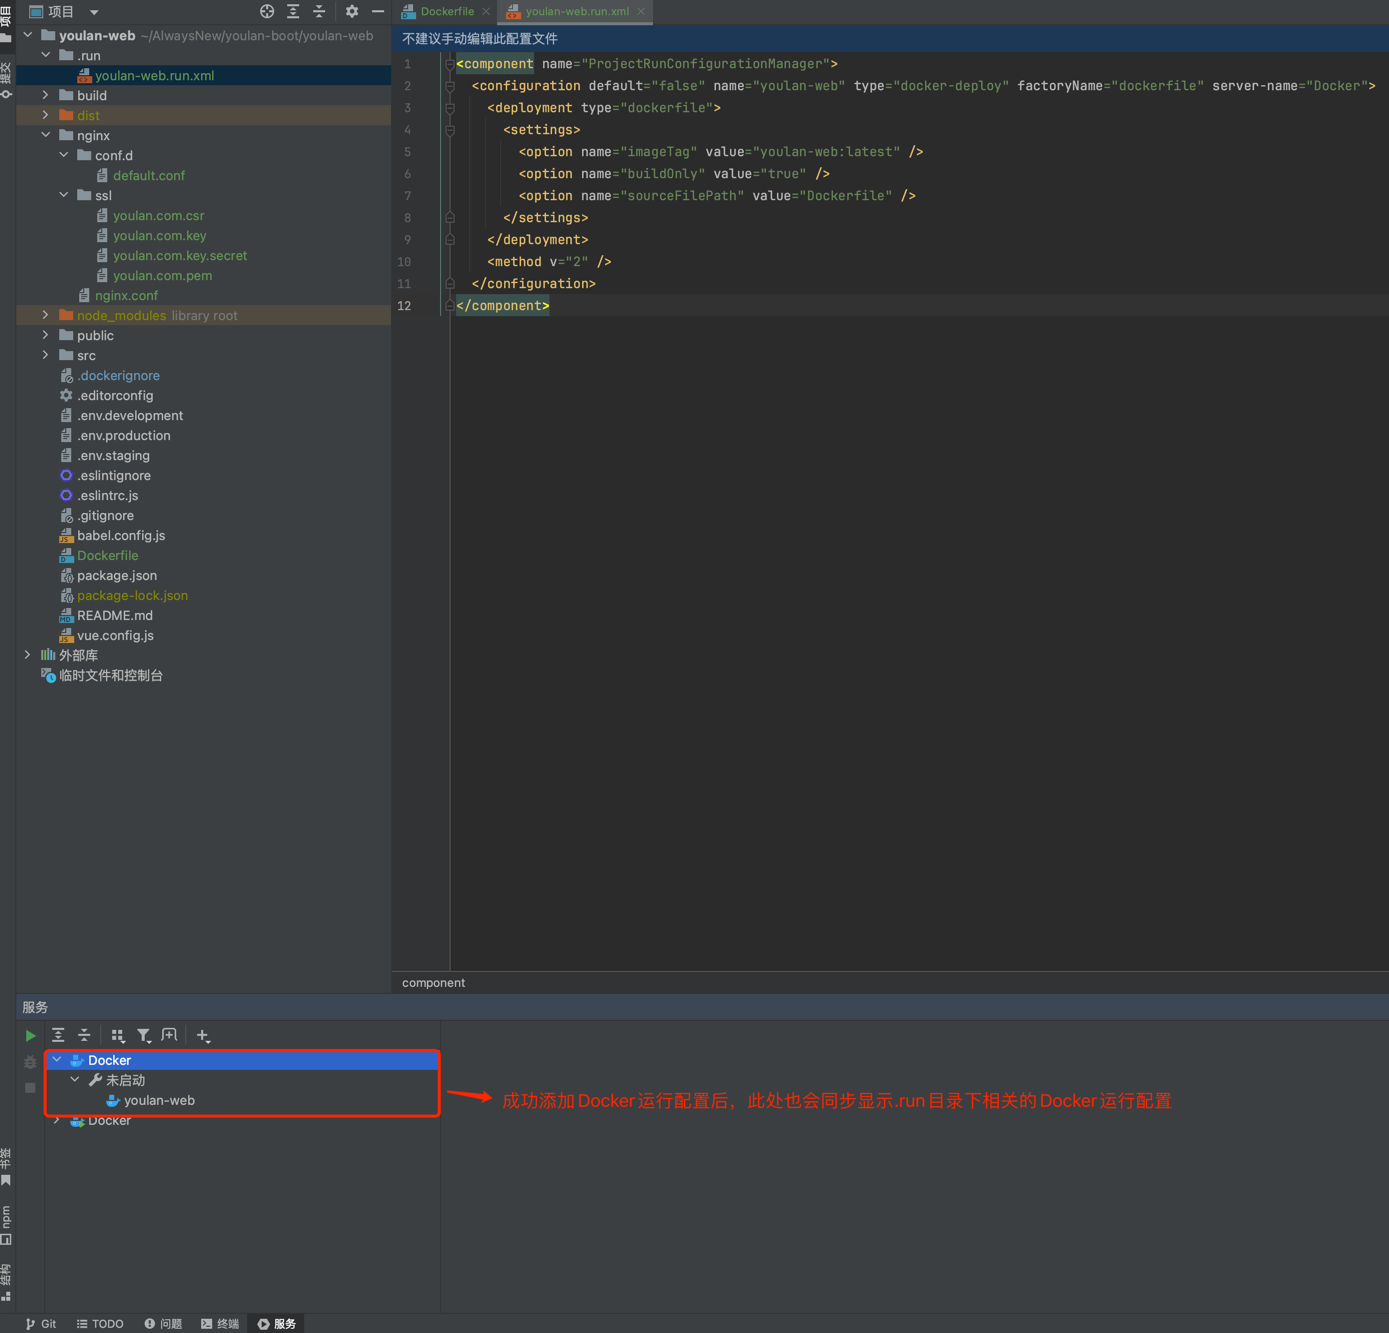 项目
Dockerfile
youlan-web.run.xml
项目
提交
youlan-web ~/AlwaysNew/youlan-boot/youlan-web
.run
youlan-web.run.xml
build
dist
nginx
conf.d
default.conf
ssl
youlan.com.csr
youlan.com.key
youlan.com.key.secret
youlan.com.pem
nginx.conf
node_modules library root
public
src
.dockerignore
.editorconfig
.env.development
.env.production
.env.staging
.eslintignore
.eslintrc.js
.gitignore
babel.config.js
Dockerfile
package.json
package-lock.json
README.md
vue.config.js
外部库
临时文件和控制台
不建议手动编辑此配置文件
1 <component name="ProjectRunConfigurationManager">
2 <configuration default="false" name="youlan-web" type="docker-deploy" factoryName="dockerfile" server-name="Docker">
3 <deployment type="dockerfile">
4 <settings>
5 <option name="imageTag" value="youlan-web:latest" />
6 <option name="buildOnly" value="true" />
7 <option name="sourceFilePath" value="Dockerfile" />
8 </settings>
9 </deployment>
10 <method v="2" />
11 </configuration>
12 </component>
component
服务
Docker
未启动
youlan-web
Docker
成功添加Docker运行配置后，此处也会同步显示.run目录下相关的Docker运行配置
书签
npm
结构
Git
TODO
问题
终端
服务